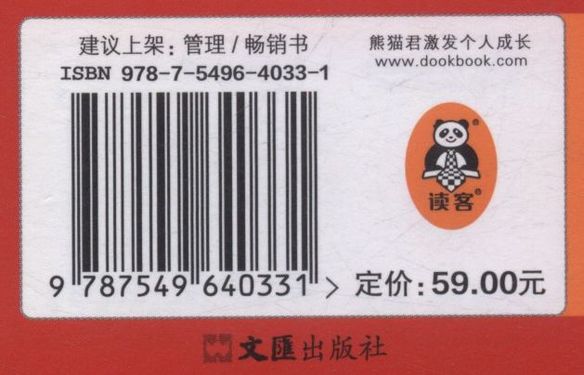 建议上架：管理 / 畅销书
ISBN 978-7-5496-4033-1
9 787549 640331 >
熊猫君激发个人成长
www.dookbook.com
读客®
定价：59.00元
文匯出版社